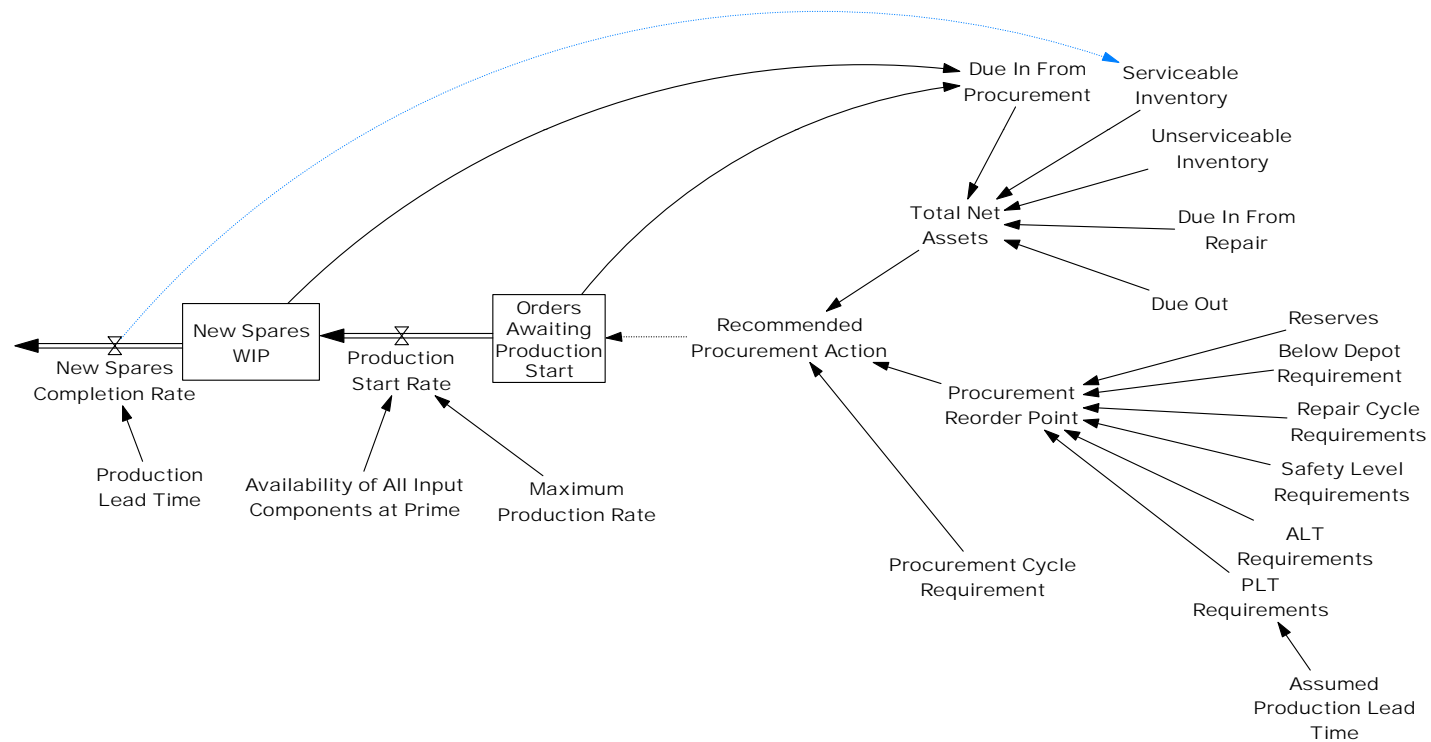 Due In From
Procurement
Serviceable
Inventory
Unserviceable
Inventory
Total Net
Assets
Due In From
Repair
Due Out
Orders
Awaiting
Production
Start
New Spares
WIP
Recommended
Procurement Action
Reserves
New Spares
Completion Rate
Production
Start Rate
Below Depot
Requirement
Procurement
Reorder Point
Repair Cycle
Requirements
Production
Lead Time
Availability of All Input
Components at Prime
Maximum
Production Rate
Safety Level
Requirements
ALT
Requirements
Procurement Cycle
Requirement
PLT
Requirements
Assumed
Production Lead
Time